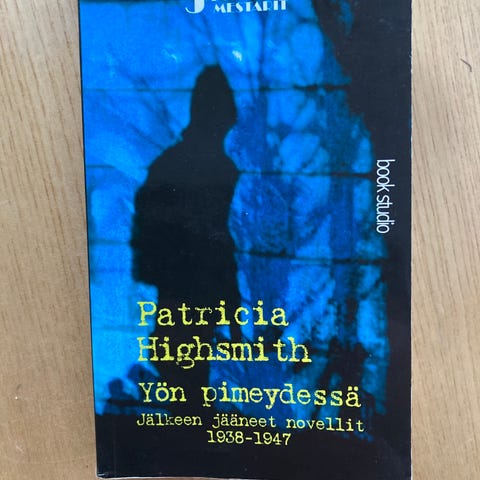 MESTARIT
book studio
Patricia
Highsmith
Yön pimeydessä
Jälkeen jääneet novellit
1938-1947